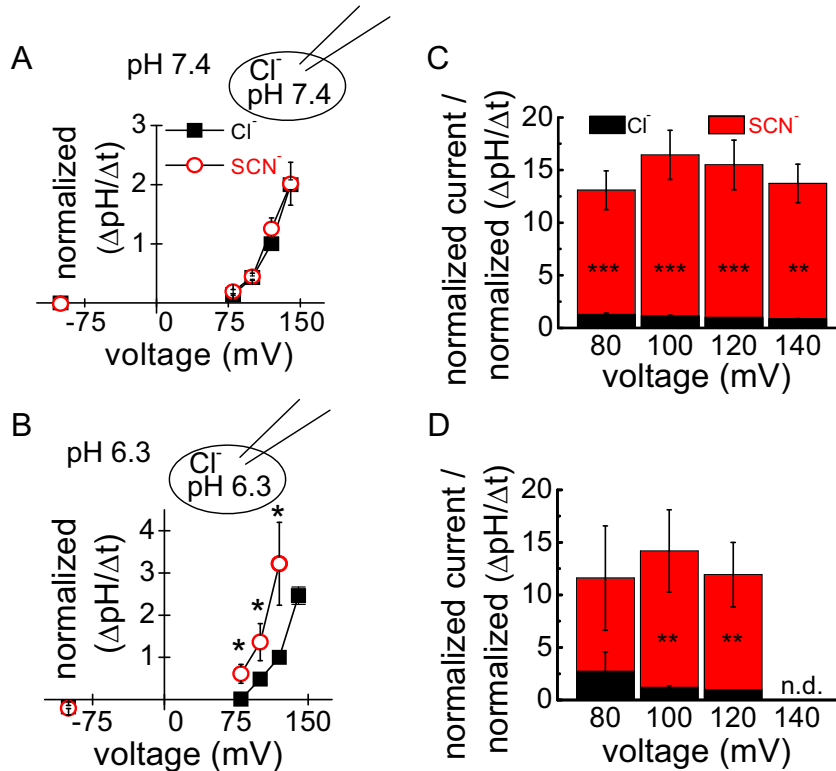 A
pH 7.4
Cl⁻
pH 7.4
Cl⁻
SCN⁻
normalized
(ΔpH/Δt)
3
2
1
-75 0 75 150
voltage (mV)
B
pH 6.3
Cl⁻
pH 6.3
normalized
(ΔpH/Δt)
4
3
2
1
*
*
*
-75 0 75 150
voltage (mV)
C
normalized current /
normalized (ΔpH/Δt)
20
15
10
5
0
Cl⁻ SCN⁻
*** *** *** **
80 100 120 140
voltage (mV)
D
normalized current /
normalized (ΔpH/Δt)
20
15
10
5
0
** **
n.d.
80 100 120 140
voltage (mV)